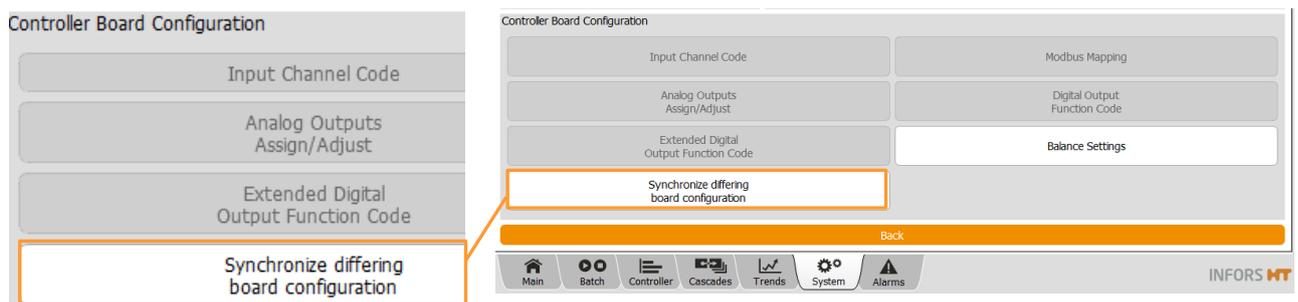 Controller Board Configuration
Input Channel Code
Analog Outputs
Assign/Adjust
Extended Digital
Output Function Code
Synchronize differing
board configuration
Controller Board Configuration
Input Channel Code
Modbus Mapping
Analog Outputs
Assign/Adjust
Digital Output
Function Code
Extended Digital
Output Function Code
Balance Settings
Synchronize differing
board configuration
Back
Main Batch Controller Cascades Trends System Alarms
INFORS HT